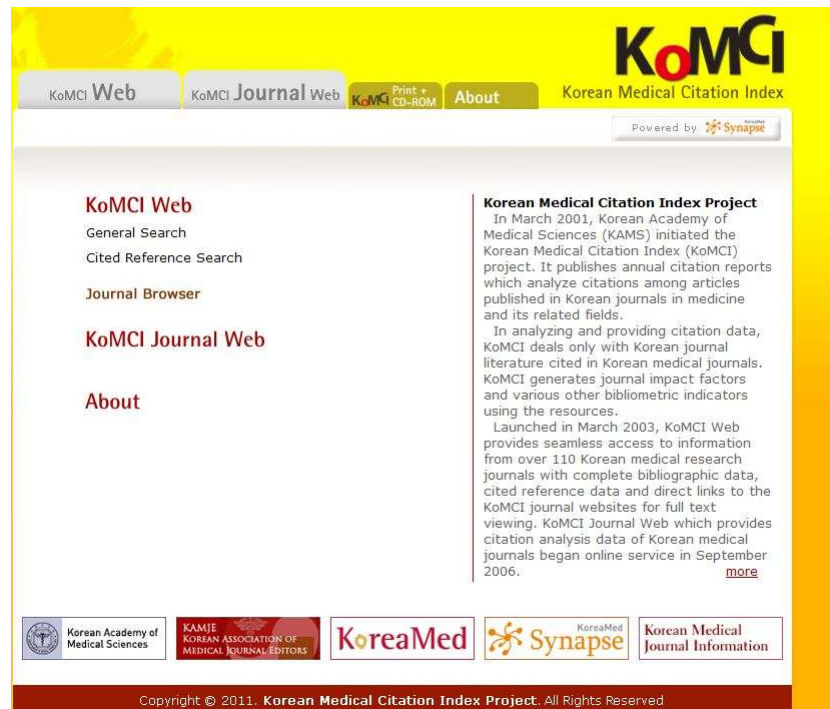 KoMCI
Korean Medical Citation Index
KoMCI Web
KoMCI Journal Web
KoMCI Print + CD-ROM
About
Powered by KoreaMed Synapse
KoMCI Web
General Search
Cited Reference Search
Journal Browser
KoMCI Journal Web
About
Korean Medical Citation Index Project
In March 2001, Korean Academy of
Medical Sciences (KAMS) initiated the
Korean Medical Citation Index (KoMCI)
project. It publishes annual citation reports
which analyze citations among articles
published in Korean journals in medicine
and its related fields.
In analyzing and providing citation data,
KoMCI deals only with Korean journal
literature cited in Korean medical journals.
KoMCI generates journal impact factors
and various other bibliometric indicators
using the resources.
Launched in March 2003, KoMCI Web
provides seamless access to information
from over 110 Korean medical research
journals with complete bibliographic data,
cited reference data and direct links to the
KoMCI journal websites for full text
viewing. KoMCI Journal Web which provides
citation analysis data of Korean medical
journals began online service in September
2006. more
Korean Academy of
Medical Sciences
KAMJE
KOREAN ASSOCIATION OF
MEDICAL JOURNAL EDITORS
KoreaMed
KoreaMed
Synapse
Korean Medical
Journal Information
Copyright © 2011. Korean Medical Citation Index Project. All Rights Reserved